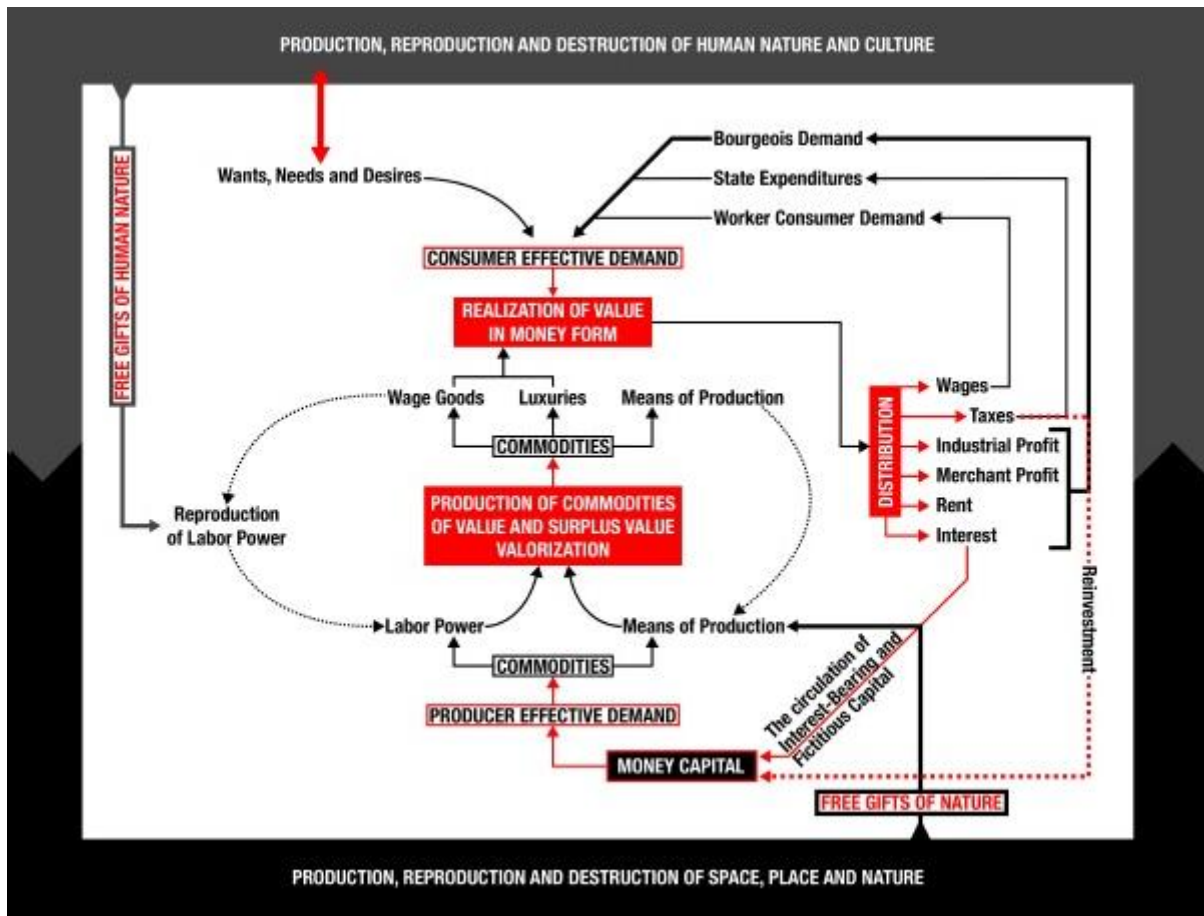 PRODUCTION, REPRODUCTION AND DESTRUCTION OF HUMAN NATURE AND CULTURE
FREE GIFTS OF HUMAN NATURE
Bourgeois Demand
Wants, Needs and Desires
State Expenditures
Worker Consumer Demand
CONSUMER EFFECTIVE DEMAND
REALIZATION OF VALUE
IN MONEY FORM
Wage Goods
Luxuries
Means of Production
COMMODITIES
DISTRIBUTION
Wages
Taxes
Industrial Profit
Merchant Profit
Rent
Interest
PRODUCTION OF COMMODITIES
OF VALUE AND SURPLUS VALUE
VALORIZATION
Reproduction
of Labor Power
Labor Power
Means of Production
COMMODITIES
PRODUCER EFFECTIVE DEMAND
MONEY CAPITAL
The circulation of
Interest-Bearing and
Fictitious Capital
Reinvestment
FREE GIFTS OF NATURE
PRODUCTION, REPRODUCTION AND DESTRUCTION OF SPACE, PLACE AND NATURE